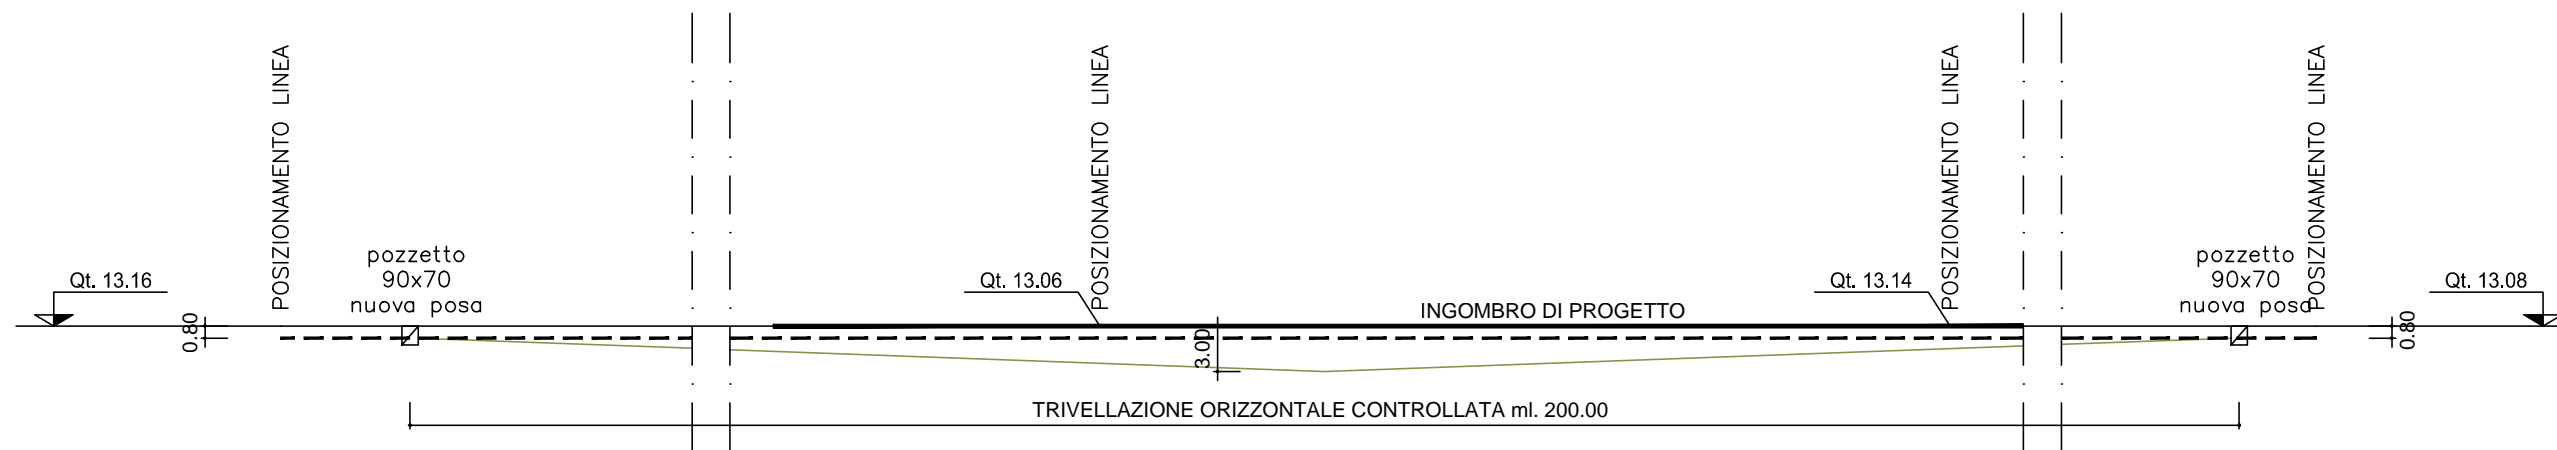 POSIZIONAMENTO LINEA
POSIZIONAMENTO LINEA
POSIZIONAMENTO LINEA
POSIZIONAMENTO LINEA
pozzetto
90x70
nuova posa
pozzetto
90x70
nuova posa
Qt. 13.16
Qt. 13.06
Qt. 13.14
Qt. 13.08
INGOMBRO DI PROGETTO
0.80
3.00
0.80
TRIVELLAZIONE ORIZZONTALE CONTROLLATA ml. 200.00